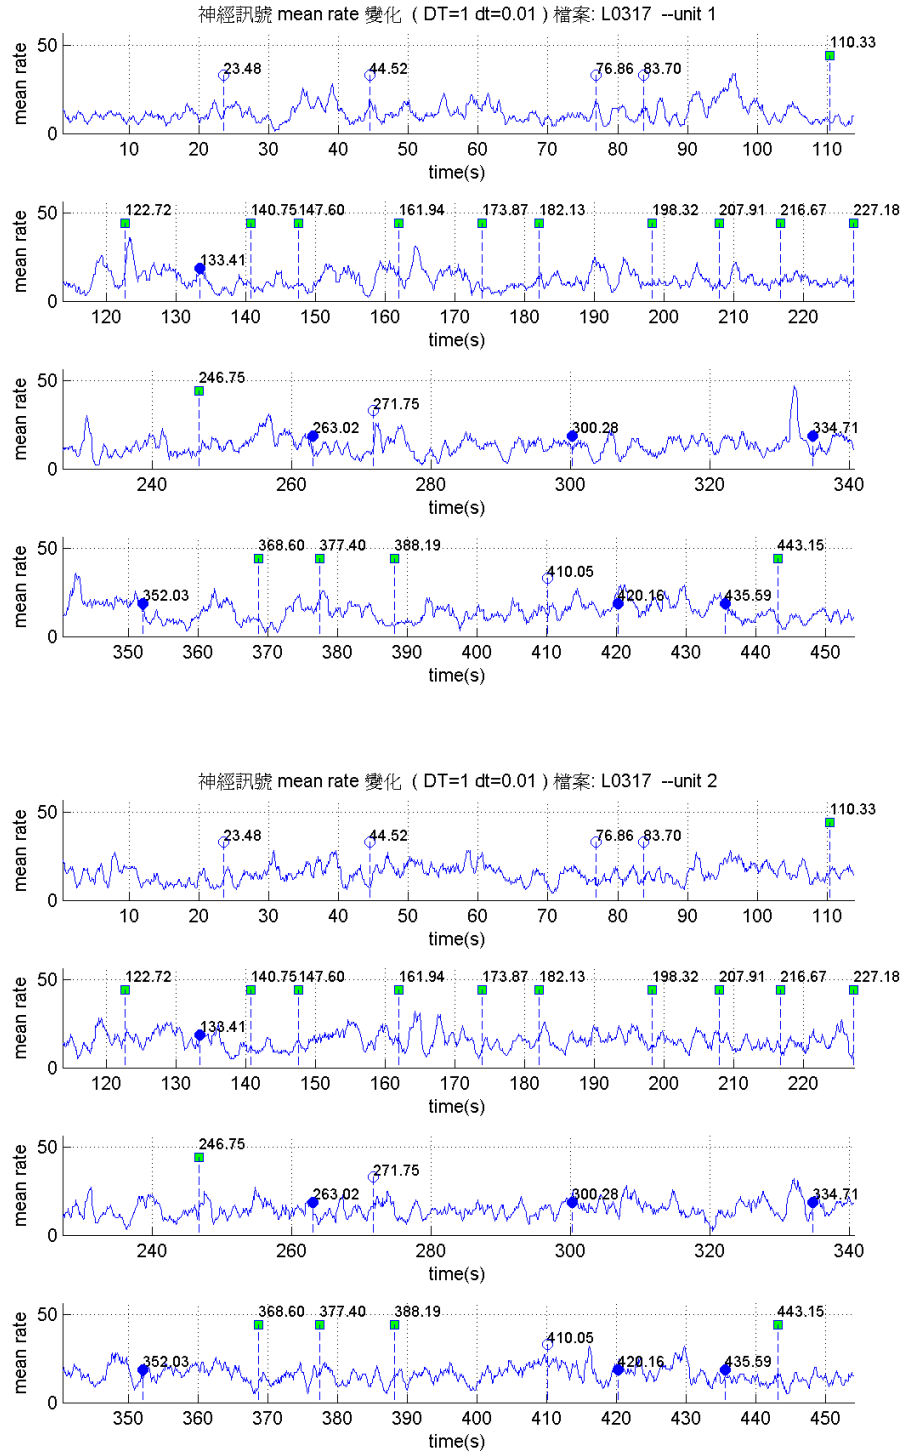 神經訊號 mean rate 變化 ( DT=1 dt=0.01 ) 檔案: L0317 --unit 1
50
0
mean rate
23.48 44.52 76.86 83.70 110.33
10 20 30 40 50 60 70 80 90 100 110
time(s)
50
0
mean rate
122.72 133.41 140.75 147.60 161.94 173.87 182.13 198.32 207.91 216.67 227.18
120 130 140 150 160 170 180 190 200 210 220
time(s)
50
0
mean rate
246.75 263.02 271.75 300.28 334.71
240 260 280 300 320 340
time(s)
50
0
mean rate
352.03 368.60 377.40 388.19 410.05 420.16 435.59 443.15
350 360 370 380 390 400 410 420 430 440 450
time(s)
神經訊號 mean rate 變化 ( DT=1 dt=0.01 ) 檔案: L0317 --unit 2
50
0
mean rate
23.48 44.52 76.86 83.70 110.33
10 20 30 40 50 60 70 80 90 100 110
time(s)
50
0
mean rate
122.72 133.41 140.75 147.60 161.94 173.87 182.13 198.32 207.91 216.67 227.18
120 130 140 150 160 170 180 190 200 210 220
time(s)
50
0
mean rate
246.75 263.02 271.75 300.28 334.71
240 260 280 300 320 340
time(s)
50
0
mean rate
352.03 368.60 377.40 388.19 410.05 420.16 435.59 443.15
350 360 370 380 390 400 410 420 430 440 450
time(s)